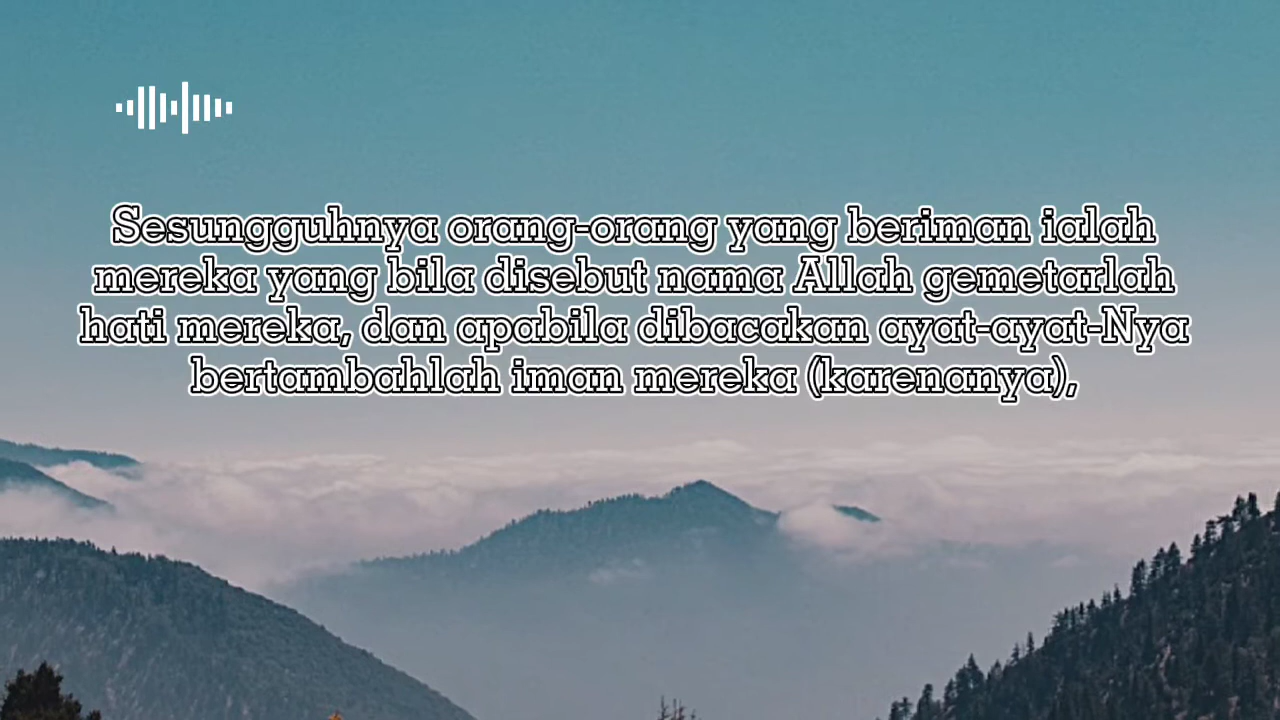 Sesungguhnya orang-orang yang beriman ialah
mereka yang bila disebut nama Allah gemetarlah
hati mereka, dan apabila dibacakan ayat-ayat-Nya
bertambahlah iman mereka (karenanya),